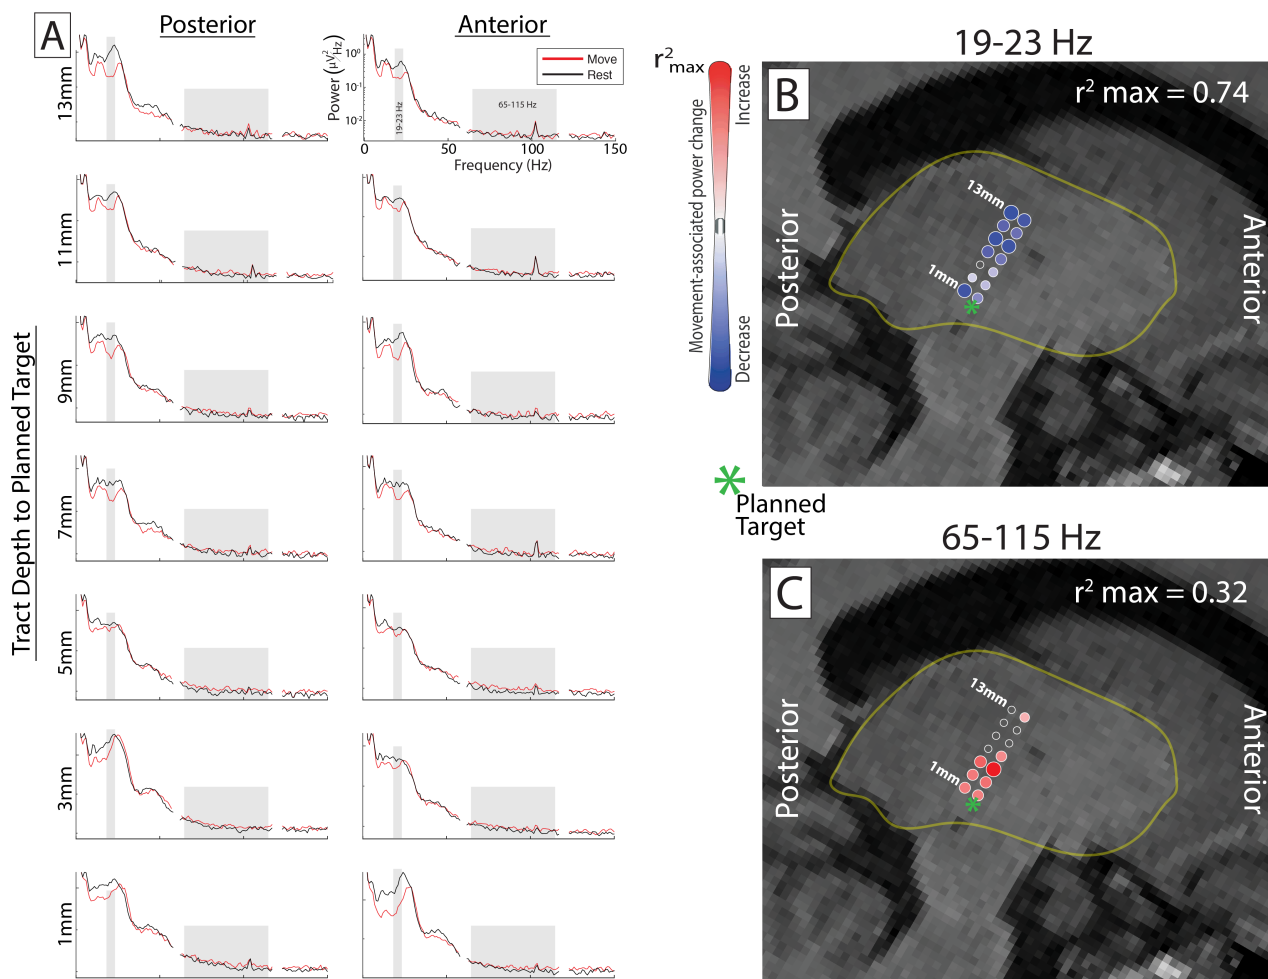 A
Posterior
Anterior
Tract Depth to Planned Target
13mm
11mm
9mm
7mm
5mm
3mm
1mm
Power (µV²/Hz)
10⁰
10⁻¹
10⁻²
Move
Rest
19-23 Hz
65-115 Hz
0
50
100
150
Frequency (Hz)
r²max
Movement-associated power change
Increase
Decrease
Planned
Target
19-23 Hz
B
r² max = 0.74
Posterior
Anterior
13mm
1mm
65-115 Hz
C
r² max = 0.32
Posterior
Anterior
13mm
1mm